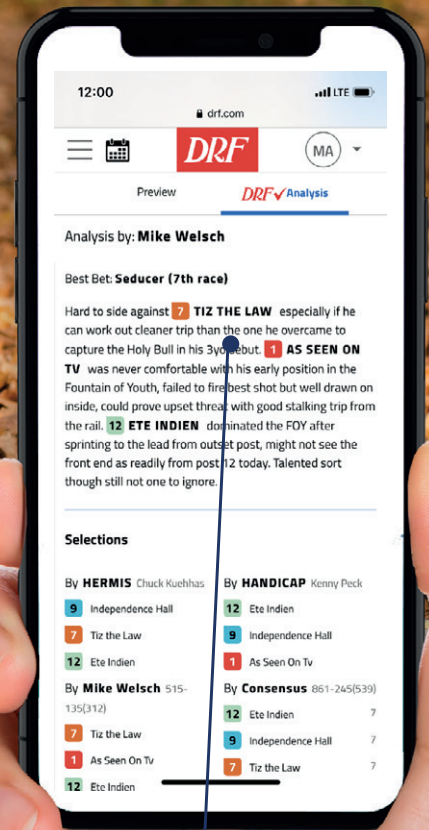 12:00
LTE
drf.com
DRF
MA
Preview
DRF Analysis
Analysis by: Mike Welsch
Best Bet: Seducer (7th race)
Hard to side against 7 TIZ THE LAW especially if he
can work out cleaner trip than the one he overcame to
capture the Holy Bull in his 3yo debut. 1 AS SEEN ON
TV was never comfortable with his early position in the
Fountain of Youth, failed to fire best shot but well drawn on
inside, could prove upset threat with good stalking trip from
the rail. 12 ETE INDIEN dominated the FOY after
sprinting to the lead from outset post, might not see the
front end as readily from post 12 today. Talented sort
though still not one to ignore.
Selections
By HERMIS Chuck Kuehhas
9 Independence Hall
7 Tiz the Law
12 Ete Indien
By HANDICAP Kenny Peck
12 Ete Indien
9 Independence Hall
1 As Seen On Tv
By Mike Welsch 515-
135(312)
7 Tiz the Law
1 As Seen On Tv
12 Ete Indien
By Consensus 861-245(539)
12 Ete Indien 7
9 Independence Hall 7
7 Tiz the Law 7